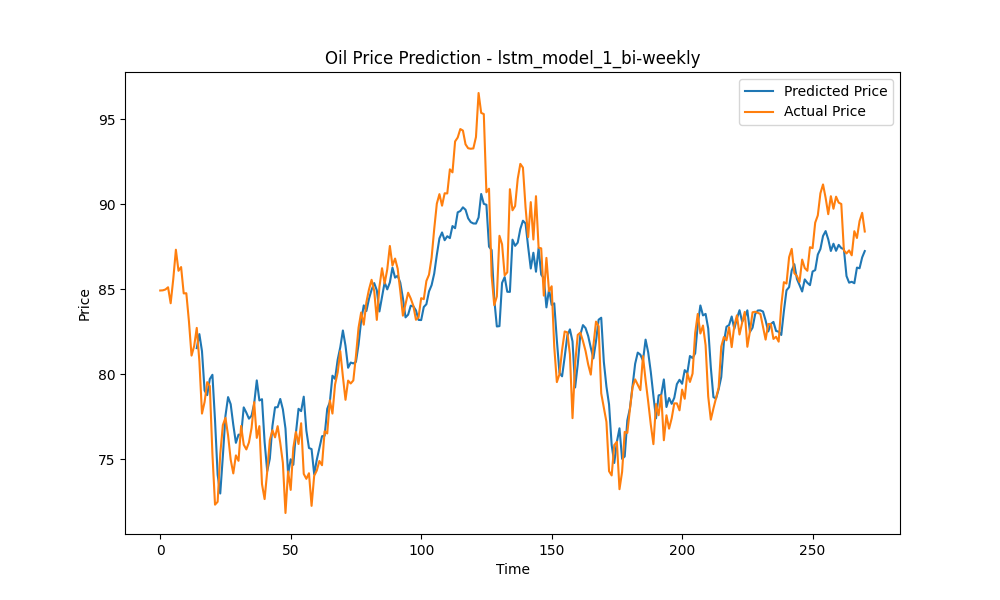 Oil Price Prediction - lstm_model_1_bi-weekly
Predicted Price
Actual Price
95
90
85
80
75
Price
0 50 100 150 200 250
Time